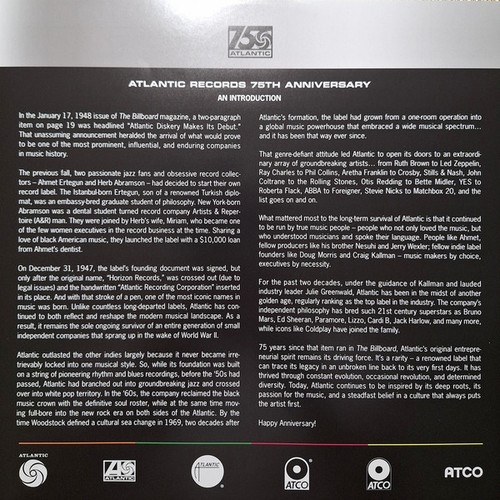 75
ATLANTIC
ATLANTIC RECORDS 75TH ANNIVERSARY
AN INTRODUCTION
In the January 17, 1948 issue of The Billboard magazine, a two-paragraph
item on page 19 was headlined "Atlantic Diskery Makes Its Debut."
That unassuming announcement heralded the arrival of what would prove
to be one of the most prominent, influential, and enduring companies
in music history.
The previous fall, two passionate jazz fans and obsessive record collec-
tors – Ahmet Ertegun and Herb Abramson – had decided to start their own
record label. The Istanbul-born Ertegun, son of a renowned Turkish diplo-
mat, was an embassy-bred graduate student of philosophy. New York-born
Abramson was a dental student turned record company Artists & Reper-
toire (A&R) man. They were joined by Herb's wife, Miriam, who became one
of the few women executives in the record business at the time. Sharing a
love of black American music, they launched the label with a $10,000 loan
from Ahmet's dentist.
On December 31, 1947, the label's founding document was signed, but
only after the original name, "Horizon Records," was crossed out (due to
legal issues) and the handwritten "Atlantic Recording Corporation" inserted
in its place. And with that stroke of a pen, one of the most iconic names in
music was born. Unlike countless long-departed labels, Atlantic has con-
tinued to both reflect and reshape the modern musical landscape. As a
result, it remains the sole ongoing survivor of an entire generation of small
independent companies that sprang up in the wake of World War II.
Atlantic outlasted the other indies largely because it never became irre-
trievably locked into one musical style. So, while its foundation was built
on a string of pioneering rhythm and blues recordings, before the '50s had
passed, Atlantic had branched out into groundbreaking jazz and crossed
over into white pop territory. In the '60s, the company reclaimed the black
music crown with the definitive soul roster, while at the same time mov-
ing full-bore into the new rock era on both sides of the Atlantic. By the
time Woodstock defined a cultural sea change in 1969, two decades after
Atlantic's formation, the label had grown from a one-room operation into
a global music powerhouse that embraced a wide musical spectrum...
and it has been that way ever since.
That genre-defiant attitude led Atlantic to open its doors to an extraordi-
nary array of groundbreaking artists... from Ruth Brown to Led Zeppelin,
Ray Charles to Phil Collins, Aretha Franklin to Crosby, Stills & Nash, John
Coltrane to the Rolling Stones, Otis Redding to Bette Midler, YES to
Roberta Flack, ABBA to Foreigner, Stevie Nicks to Matchbox 20, and the
list goes on and on.
What mattered most to the long-term survival of Atlantic is that it continued
to be run by true music people – people who not only loved the music, but
who understood musicians and spoke their language. People like Ahmet,
fellow producers like his brother Nesuhi and Jerry Wexler; fellow indie label
founders like Doug Morris and Craig Kallman – music makers by choice,
executives by necessity.
For the past two decades, under the guidance of Kallman and lauded
industry leader Julie Greenwald, Atlantic has been in the midst of another
golden age, regularly ranking as the top label in the industry. The company's
independent philosophy has bred such 21st century superstars as Bruno
Mars, Ed Sheeran, Paramore, Lizzo, Cardi B, Jack Harlow, and many more,
while icons like Coldplay have joined the family.
75 years since that item ran in The Billboard, Atlantic's original entrepre-
neurial spirit remains its driving force. It's a rarity – a renowned label that
can trace its legacy in an unbroken line back to its very first days. It has
thrived through constant evolution, occasional revolution, and determined
diversity. Today, Atlantic continues to be inspired by its deep roots, its
passion for the music, and a steadfast belief in a culture that always puts
the artist first.
Happy Anniversary!
ATLANTIC
ATLANTIC
ATLANTIC
ATCO
ATCO
ATCO